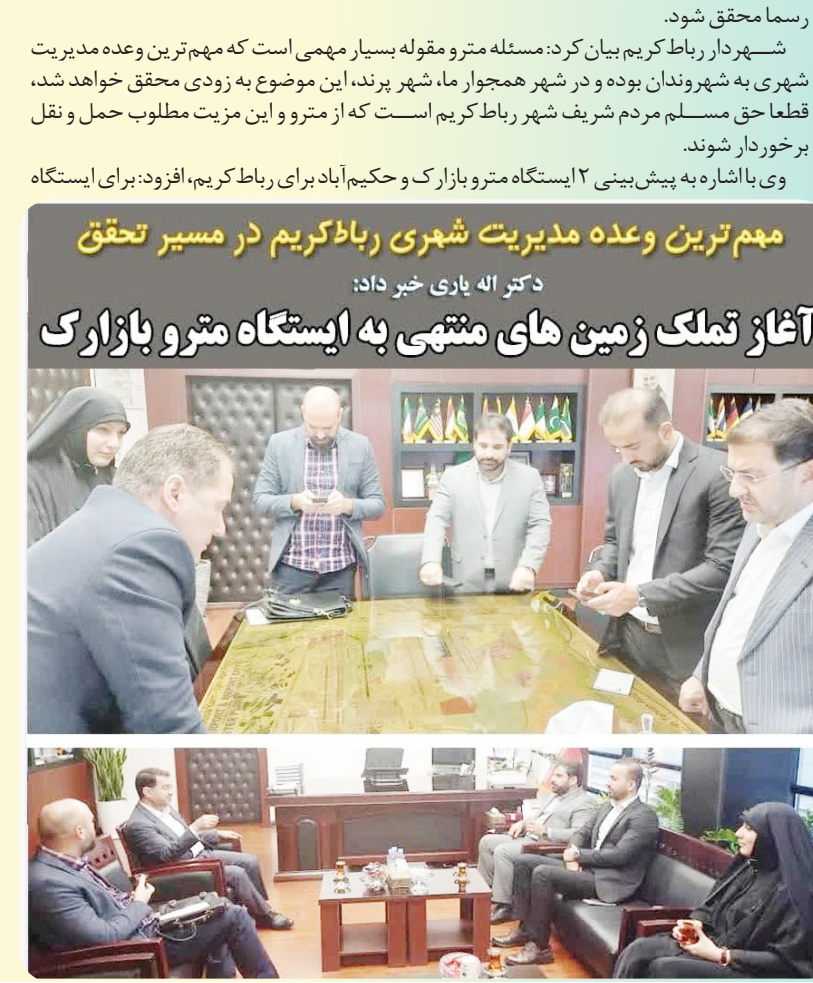 رسما محقق شود.
شهردار رباط‌کریم بیان کرد: مسئله مترو مقوله بسیار مهمی است که مهم‌ترین وعده مدیریت
شهری به شهروندان بوده و در شهر همجوار ما، شهر پرند، این موضوع به زودی محقق خواهد شد،
قطعا حق مسلم مردم شریف شهر رباط‌کریم است که از مترو و این مزیت مطلوب حمل و نقل
برخوردار شوند.
وی با اشاره به پیش‌بینی ۲ ایستگاه مترو بازارک و حکیم‌آباد برای رباط‌کریم، افزود: برای ایستگاه
مهم‌ترین وعده مدیریت شهری رباط‌کریم در مسیر تحقق
دکتر اله یاری خبر داد:
آغاز تملک زمین های منتهی به ایستگاه مترو بازارک